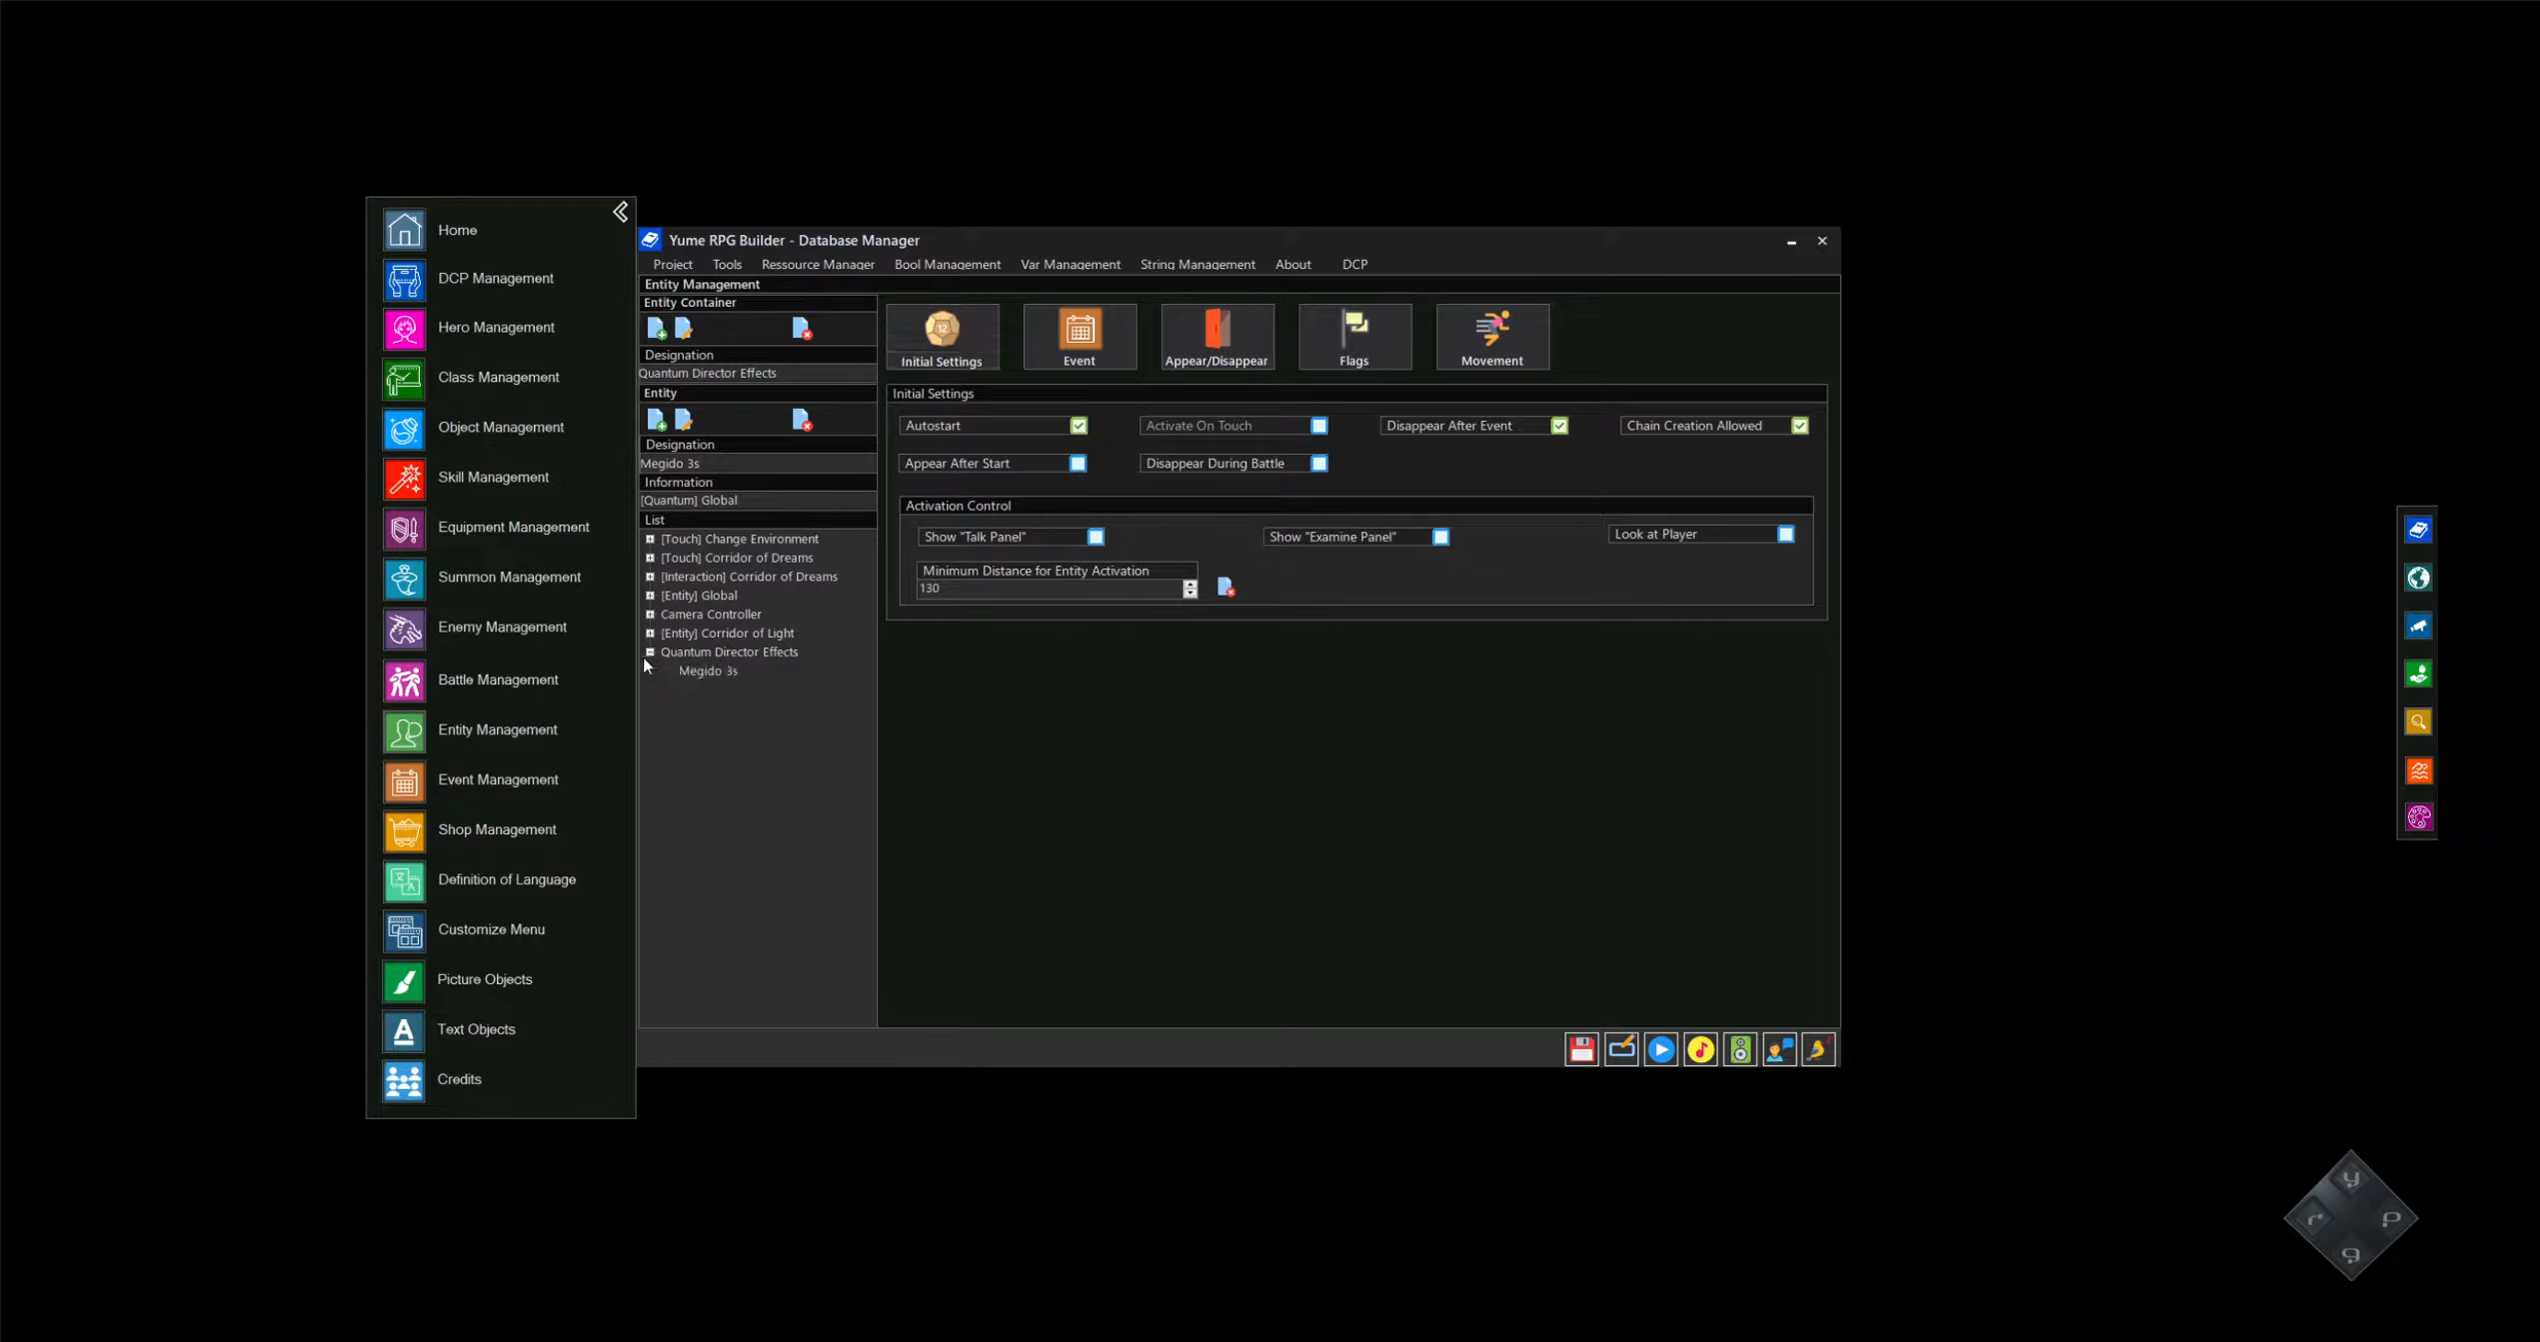 Home
DCP Management
Hero Management
Class Management
Object Management
Skill Management
Equipment Management
Summon Management
Enemy Management
Battle Management
Entity Management
Event Management
Shop Management
Definition of Language
Customize Menu
Picture Objects
Text Objects
Credits
Yume RPG Builder - Database Manager
Project Tools Ressource Manager Bool Management Var Management String Management About DCP
Entity Management
Entity Container
Designation
Quantum Director Effects
Entity
Designation
Megido 3s
Information
[Quantum] Global
List
[Touch] Change Environment
[Touch] Corridor of Dreams
[Interaction] Corridor of Dreams
[Entity] Global
Camera Controller
[Entity] Corridor of Light
Quantum Director Effects
Megido 3s
12
Initial Settings Event Appear/Disappear Flags Movement
Initial Settings
Autostart Activate On Touch Disappear After Event Chain Creation Allowed
Appear After Start Disappear During Battle
Activation Control
Show "Talk Panel" Show "Examine Panel" Look at Player
Minimum Distance for Entity Activation
130